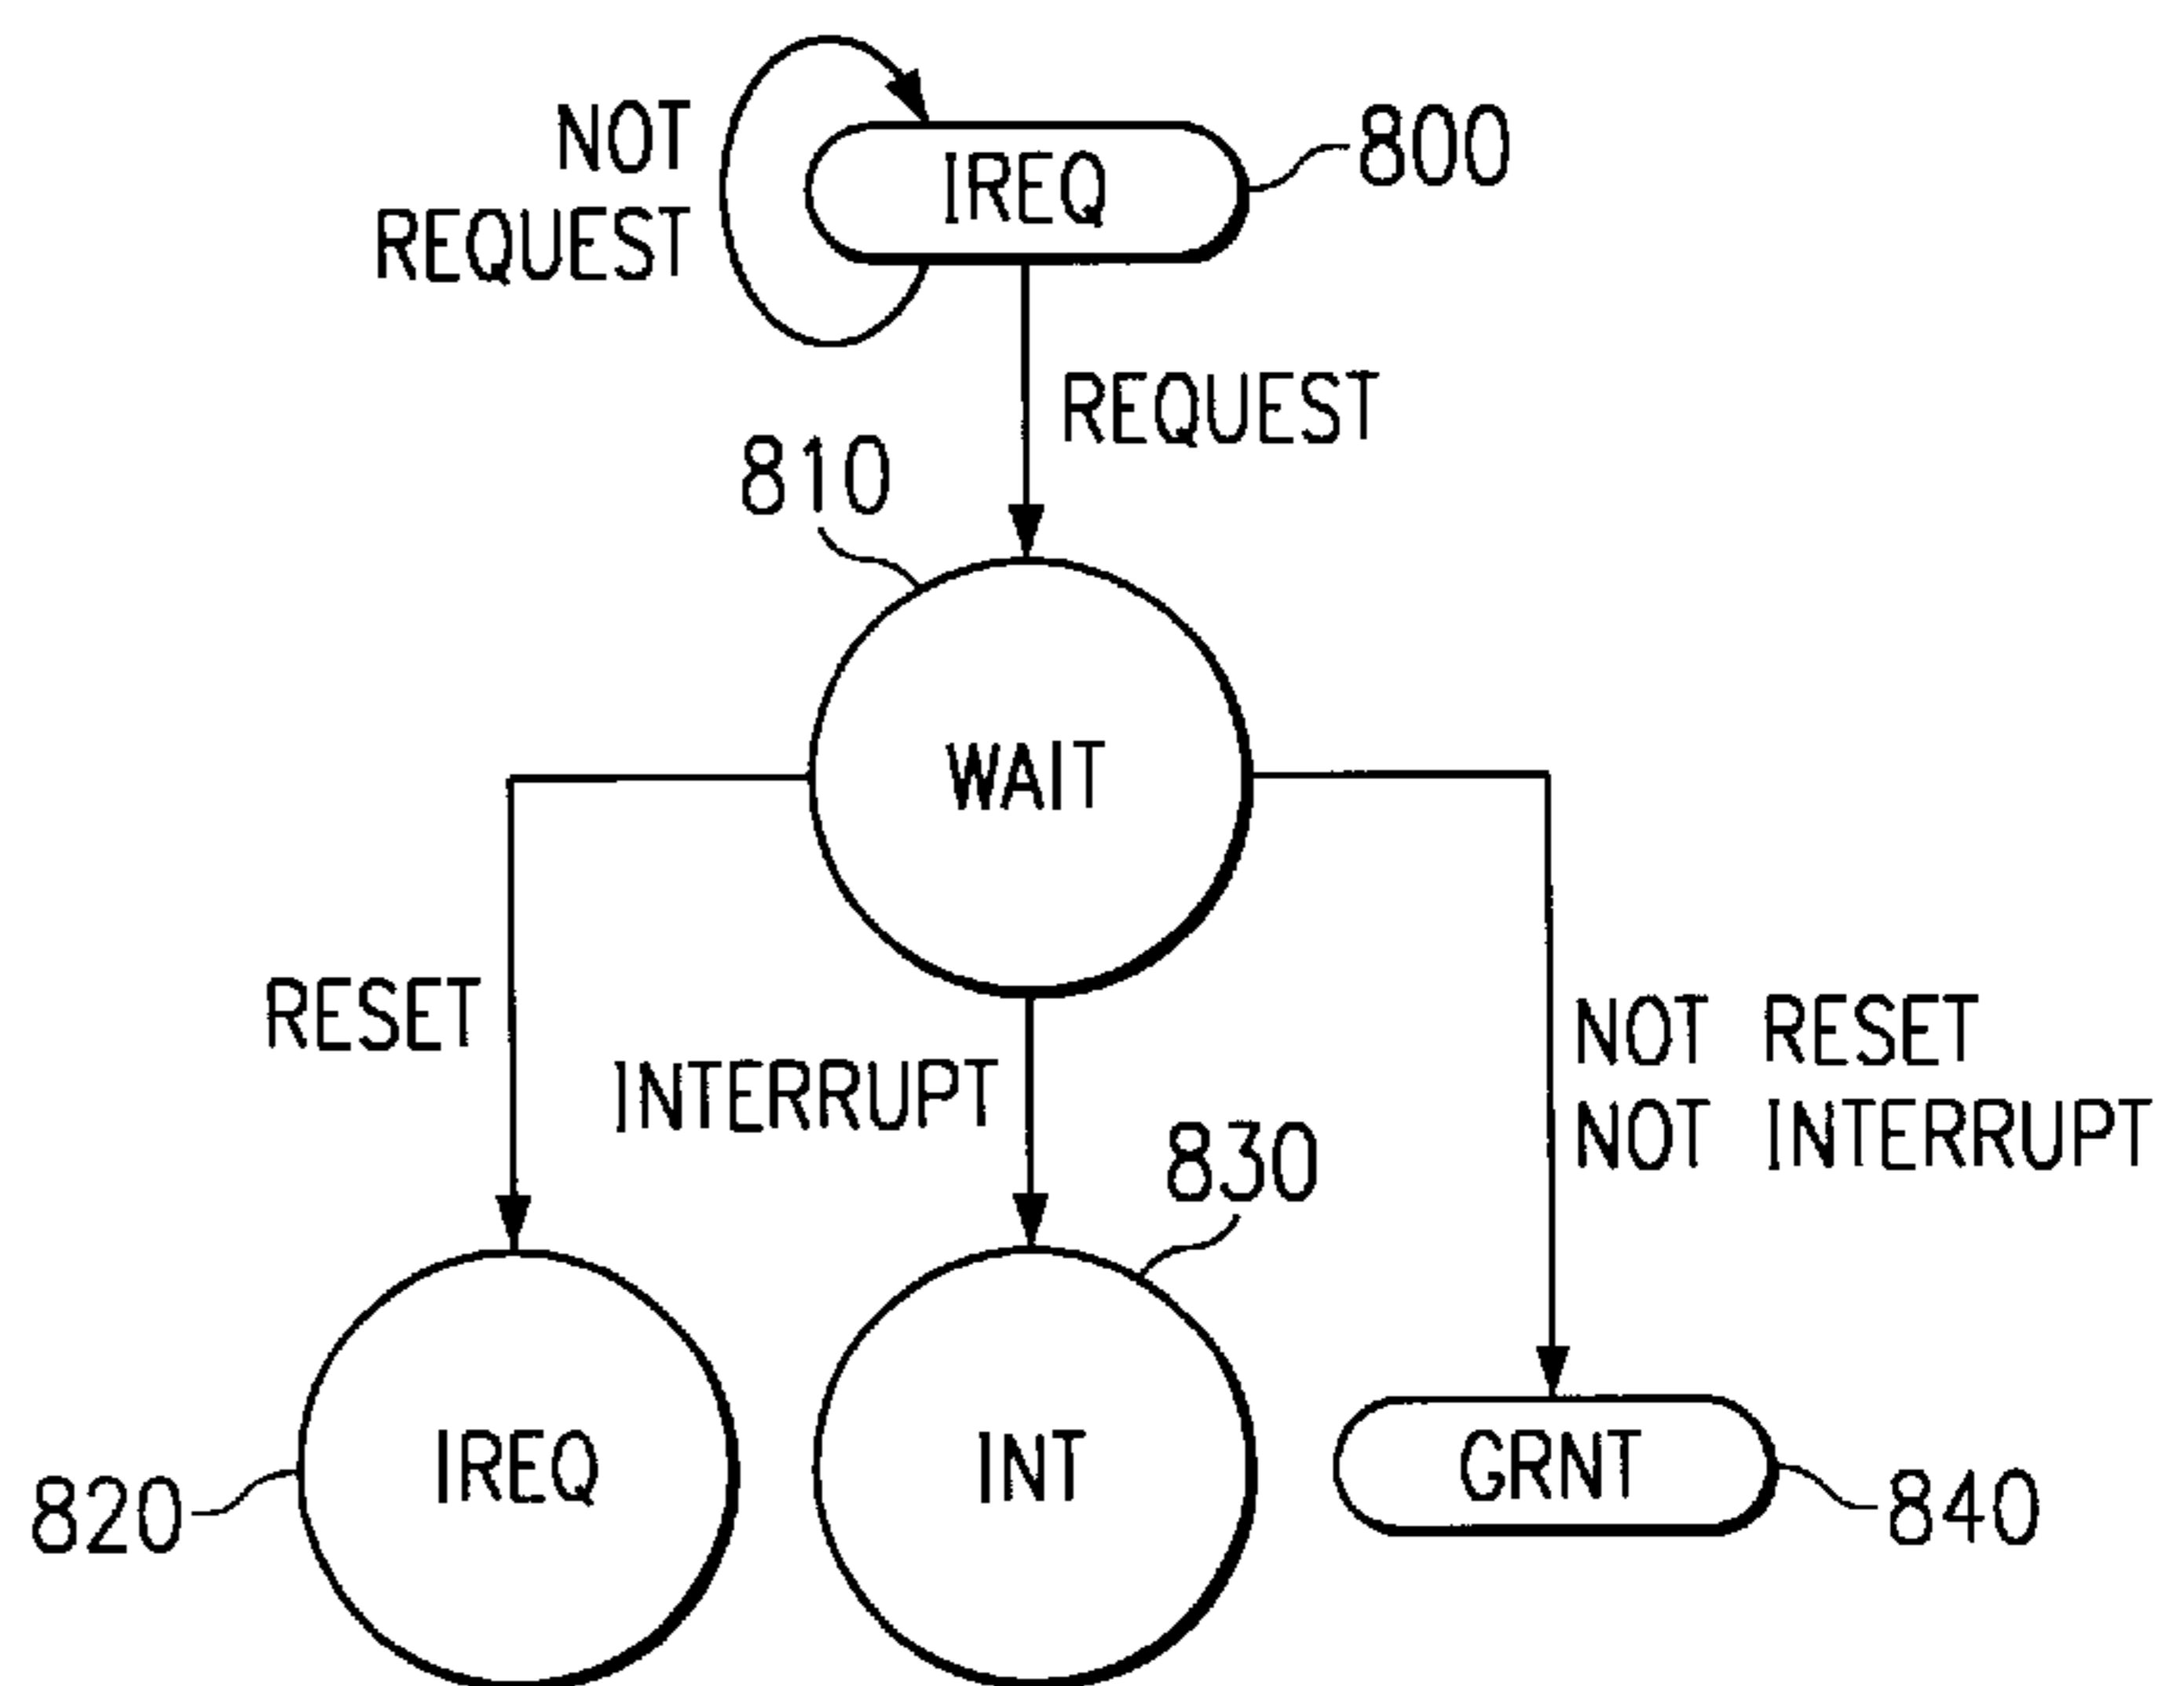 NOT
REQUEST
IREQ
800
REQUEST
810
WAIT
RESET
INTERRUPT
NOT RESET
NOT INTERRUPT
830
820
IREQ
INT
GRNT
840